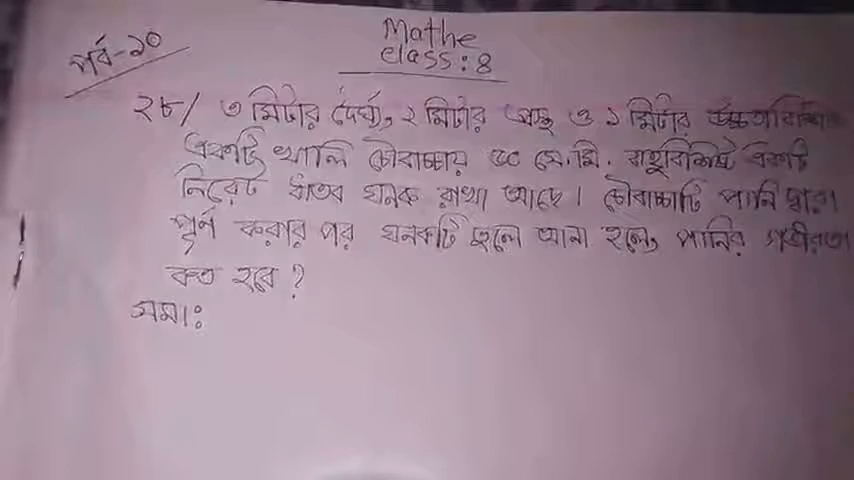 পর্ব-১০
Mathe
Class: 8
২৮/ ৩ মিটার দৈর্ঘ্য, ২ মিটার প্রস্থ ও ১ মিটার উচ্চতাবিশিষ্ট
একটি খালি চৌবাচ্চায় ৫০ সে.মি. বাহুবিশিষ্ট একটি
নিরেট ধাতব ঘনক রাখা আছে। চৌবাচ্চাটি পানি দ্বারা
পূর্ণ করার পর ঘনকটি তুলে আনা হলে, পানির গভীরতা
কত হবে?
সমা: